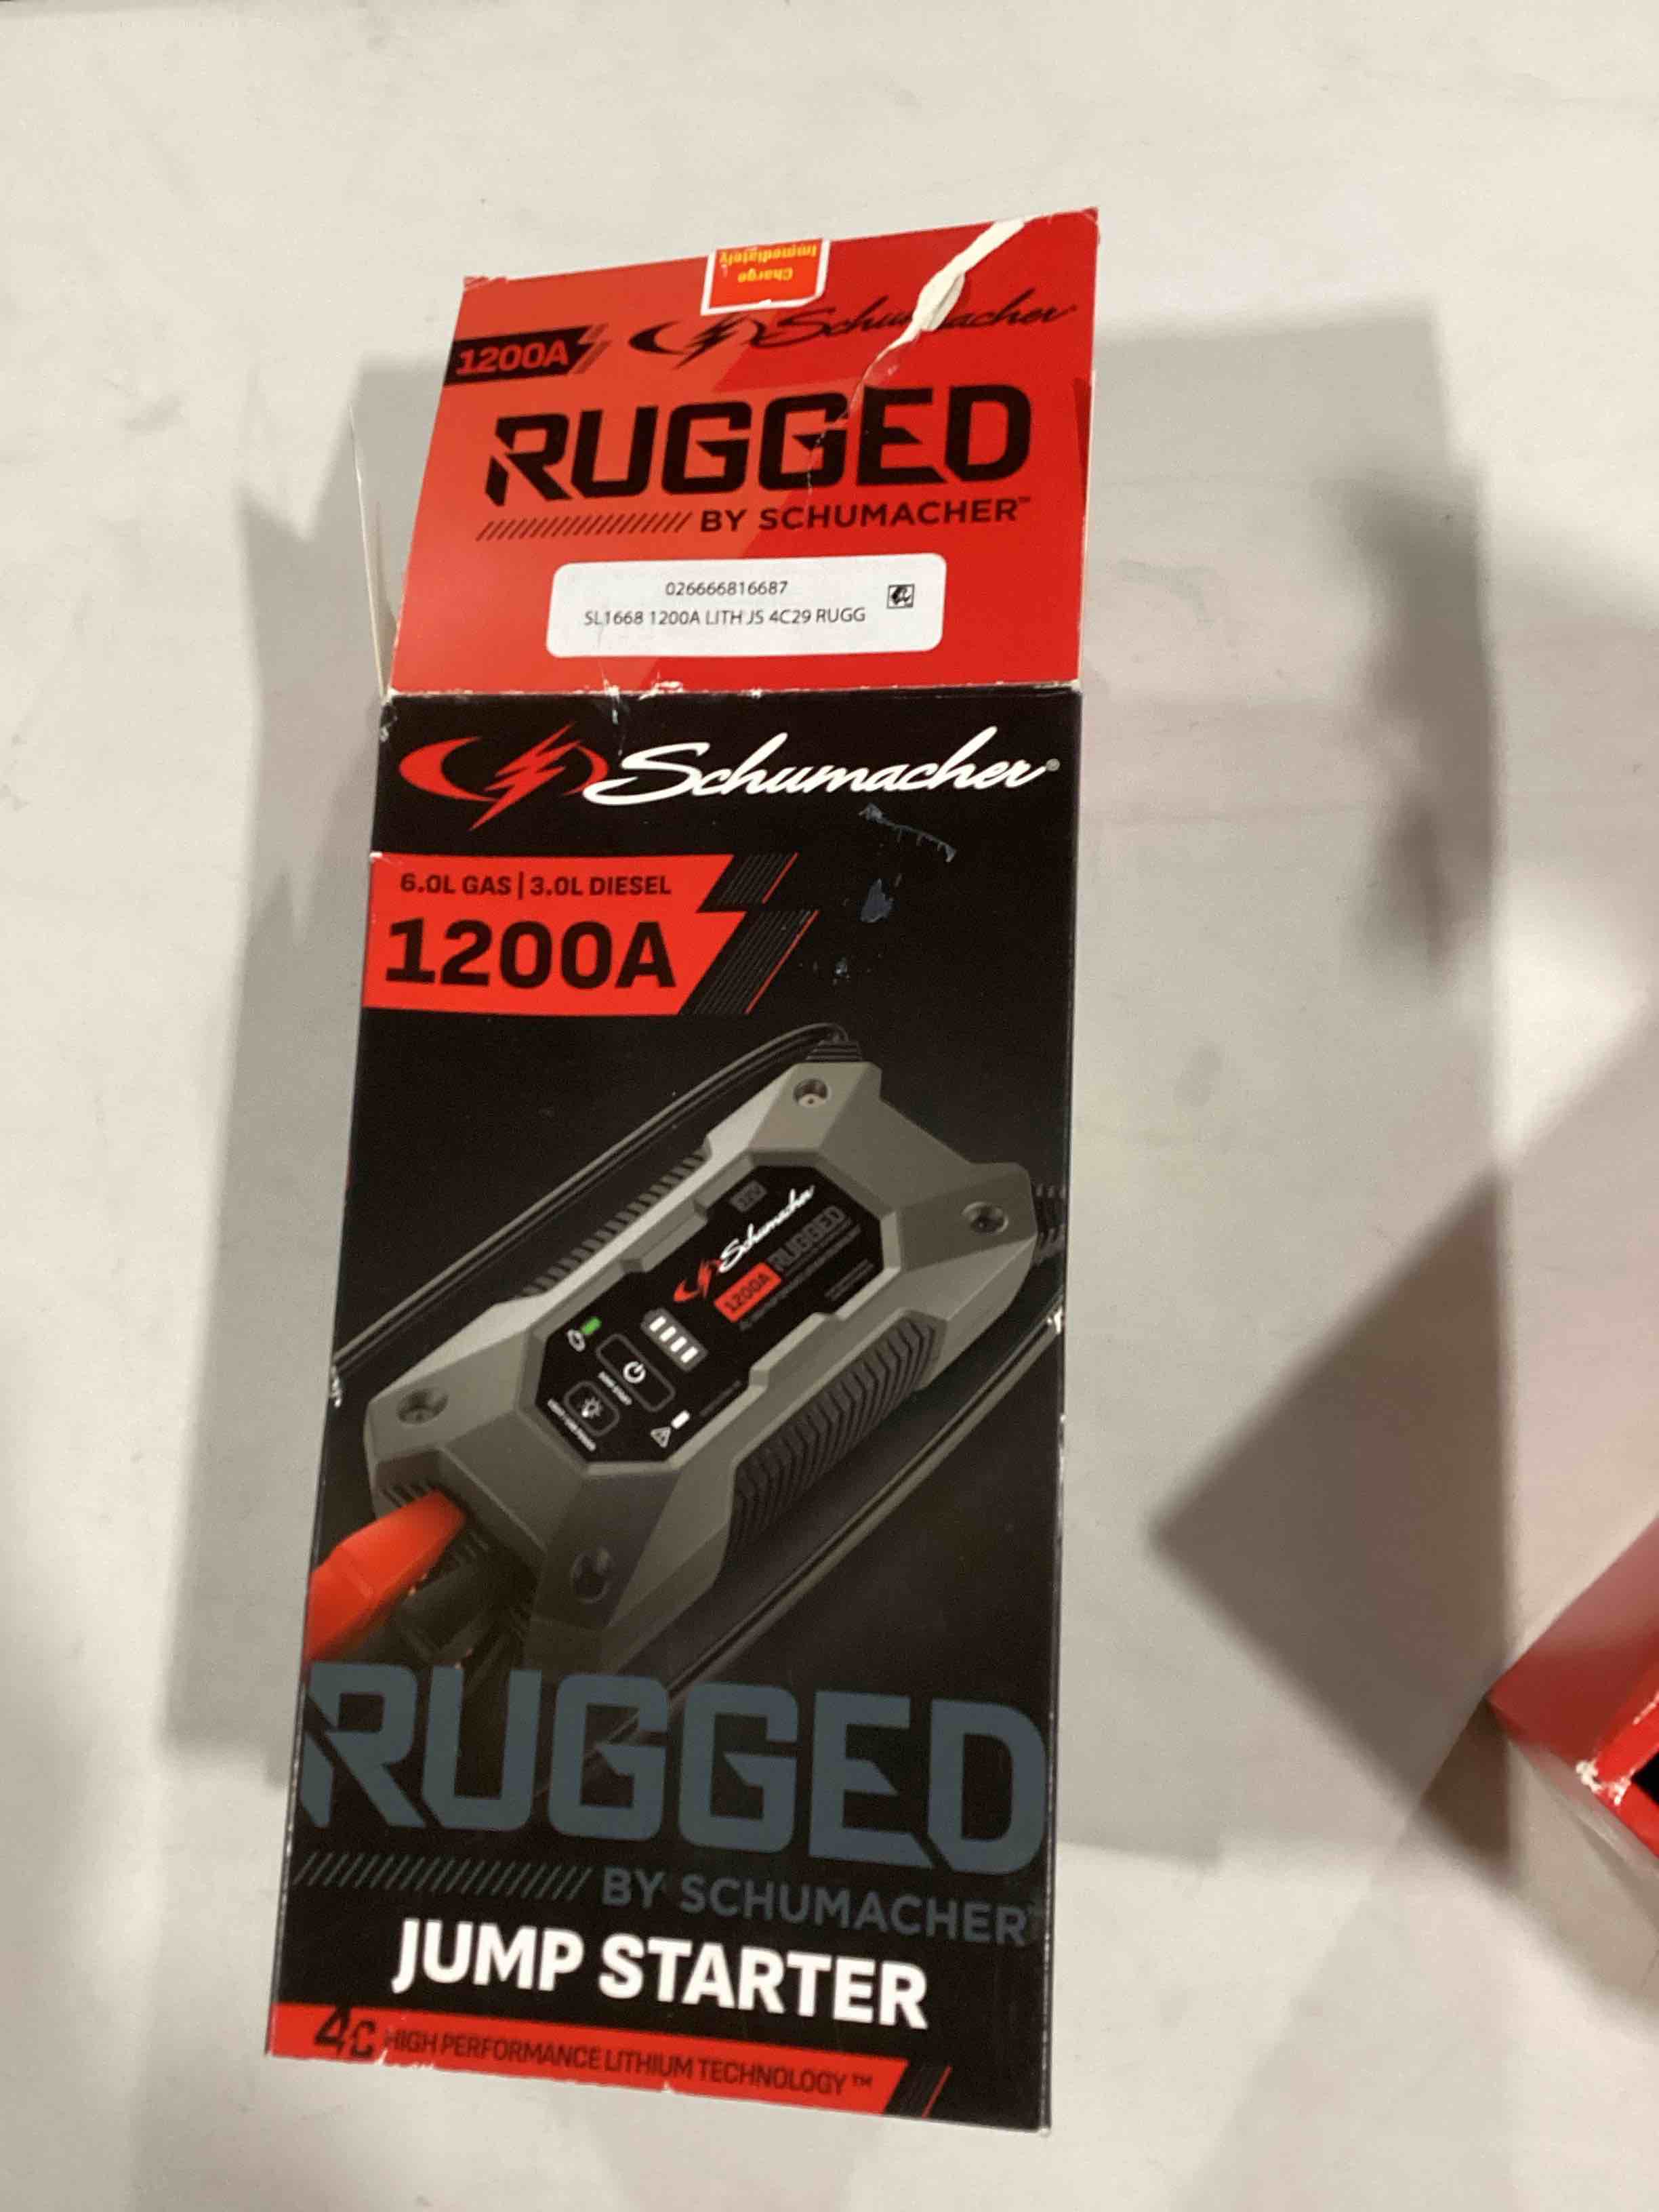 Charge
Immediately
1200A
Schumacher
RUGGED
BY SCHUMACHER™
026666816687
SL1668 1200A LITH JS 4C29 RUGG
Schumacher®
6.0L GAS | 3.0L DIESEL
1200A
Schumacher
1200A RUGGED
RUGGED
BY SCHUMACHER
JUMP STARTER
4C HIGH PERFORMANCE LITHIUM TECHNOLOGY™